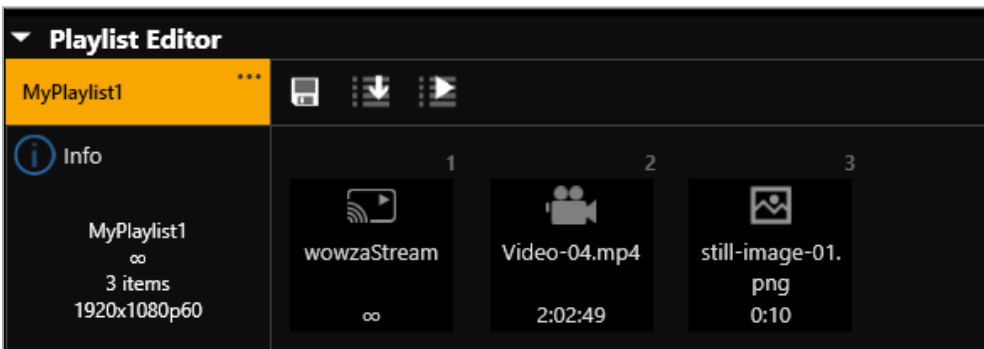 Playlist Editor
MyPlaylist1
Info
MyPlaylist1
∞
3 items
1920x1080p60
1
wowzaStream
∞
2
Video-04.mp4
2:02:49
3
still-image-01.
png
0:10